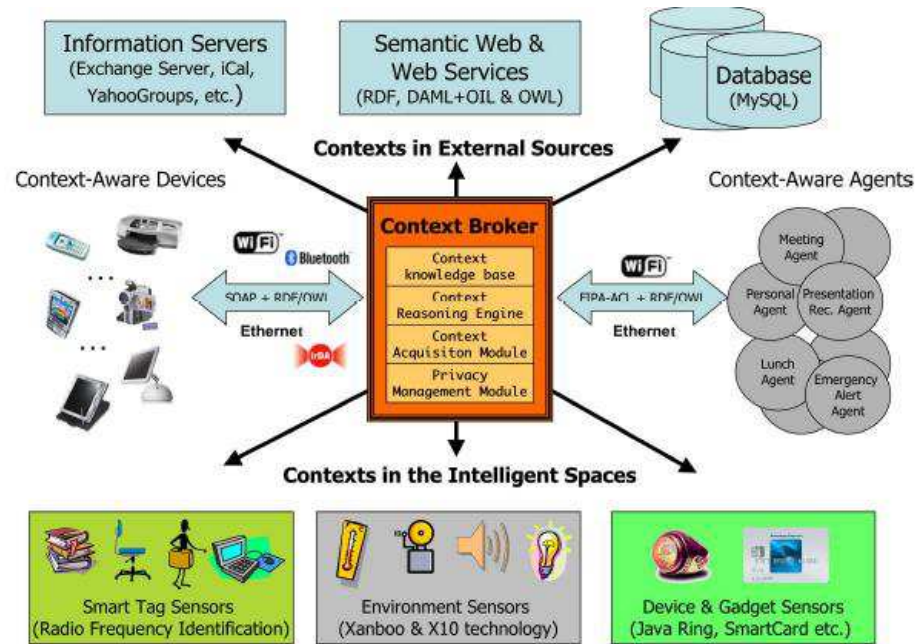 Information Servers
(Exchange Server, iCal,
YahooGroups, etc.)
Semantic Web &
Web Services
(RDF, DAML+OIL & OWL)
Database
(MySQL)
Contexts in External Sources
Context-Aware Devices
Context-Aware Agents
Context Broker
Context
knowledge base
Context
Reasoning Engine
Context
Acquisiton Module
Privacy
Management Module
WiFi™
Bluetooth
SOAP + RDF/OWL
Ethernet
IrDA
WiFi™
FIPA-ACL + RDF/OWL
Ethernet
Meeting
Agent
Personal
Agent
Presentation
Rec. Agent
Lunch
Agent
Emergency
Alert
Agent
Contexts in the Intelligent Spaces
Smart Tag Sensors
(Radio Frequency Identification)
Environment Sensors
(Xanboo & X10 technology)
Device & Gadget Sensors
(Java Ring, SmartCard etc.)